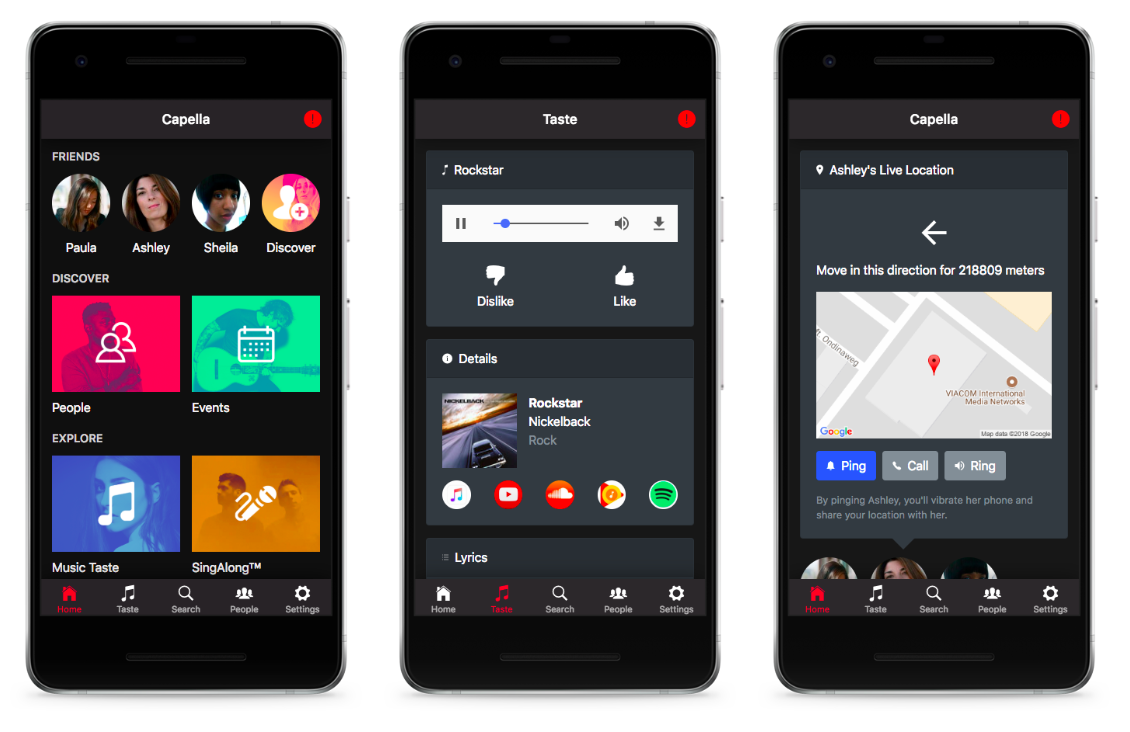 Capella
!
FRIENDS
Paula Ashley Sheila Discover
DISCOVER
People Events
EXPLORE
Music Taste SingAlong™
Home Taste Search People Settings
Taste
!
Rockstar
Dislike Like
Details
NICKELBACK
Rockstar
Nickelback
Rock
Lyrics
Home Taste Search People Settings
Capella
!
Ashley's Live Location
Move in this direction for 218809 meters
Mt. Ondinaweg
VIACOM International
Media Networks
Google
Map data ©2018 Google
Ping Call Ring
By pinging Ashley, you'll vibrate her phone and
share your location with her.
Home Taste Search People Settings